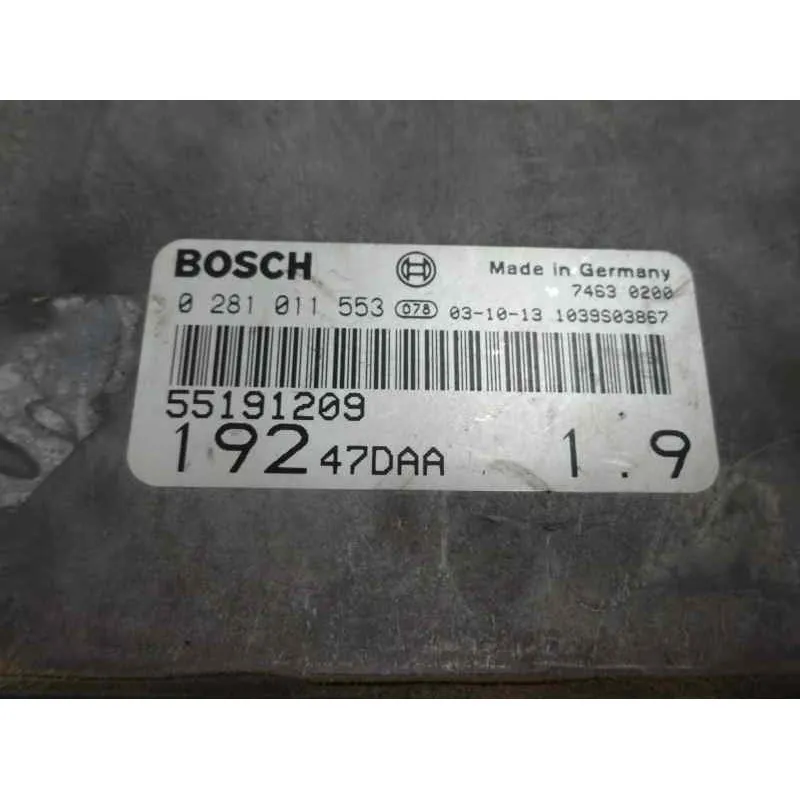 BOSCH Made in Germany
7463 0200
0 281 011 553 078 03-10-13 1039S03867
55191209
192 47DAA 1.9